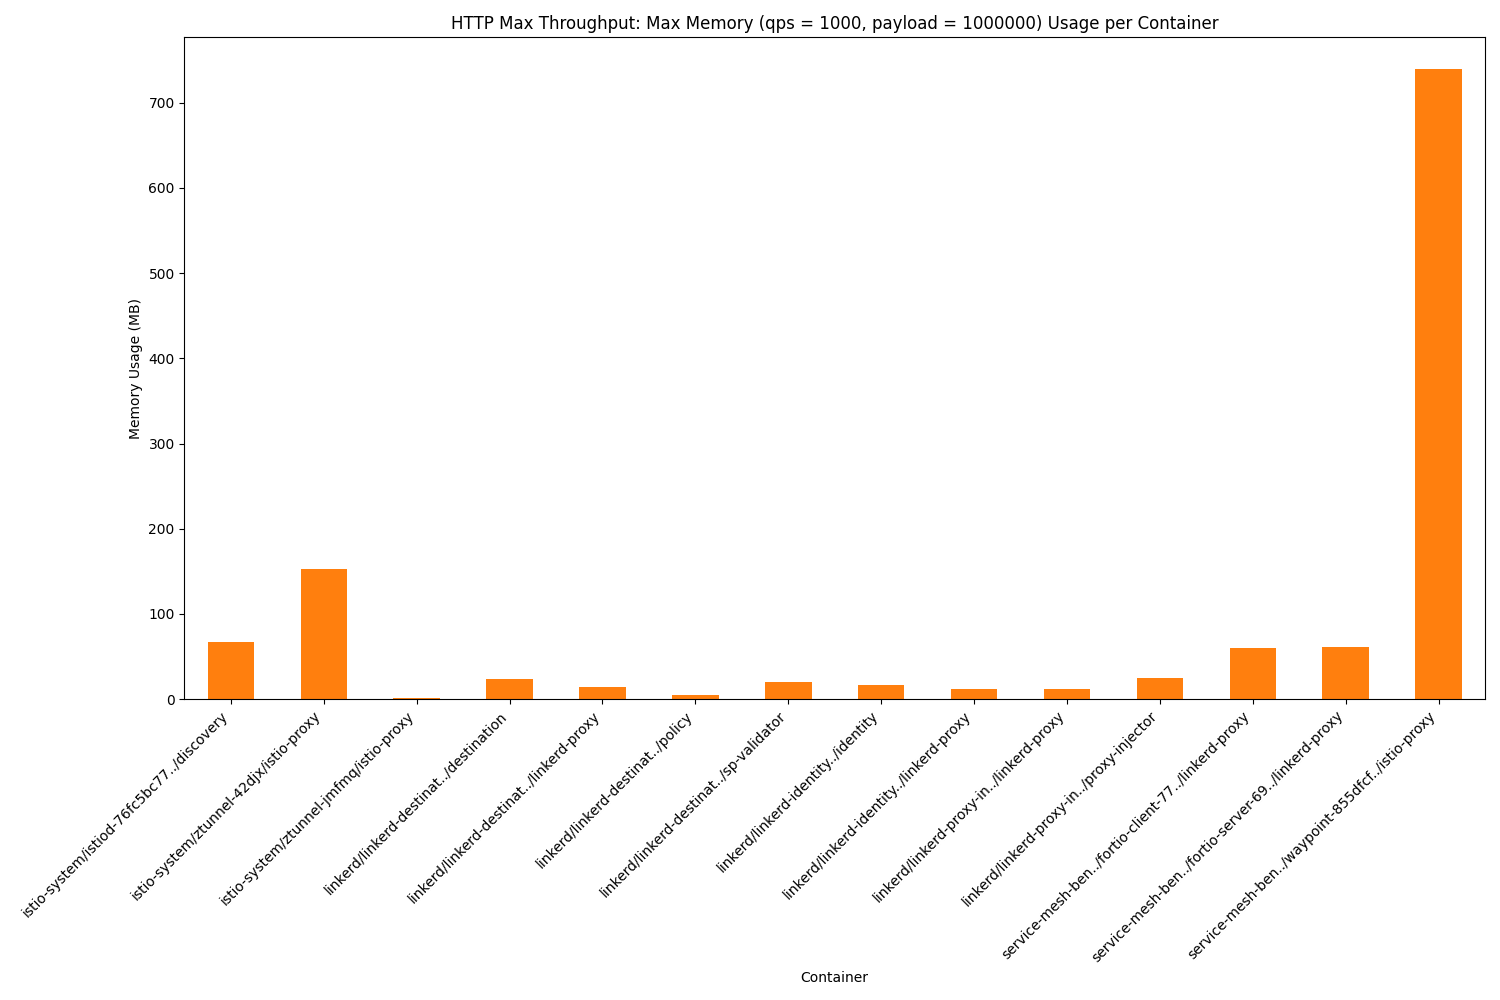 HTTP Max Throughput: Max Memory (qps = 1000, payload = 1000000) Usage per Container
Memory Usage (MB)
700
600
500
400
300
200
100
0
istio-system/istiod-76fc5bc77../discovery
istio-system/ztunnel-42djx/istio-proxy
istio-system/ztunnel-jmfmq/istio-proxy
linkerd/linkerd-destinat../destination
linkerd/linkerd-destinat../linkerd-proxy
linkerd/linkerd-destinat../policy
linkerd/linkerd-destinat../sp-validator
linkerd/linkerd-identity../identity
linkerd/linkerd-identity../linkerd-proxy
linkerd/linkerd-proxy-in../linkerd-proxy
linkerd/linkerd-proxy-in../proxy-injector
service-mesh-ben../fortio-client-77../linkerd-proxy
service-mesh-ben../fortio-server-69../linkerd-proxy
service-mesh-ben../waypoint-855dfcf../istio-proxy
Container